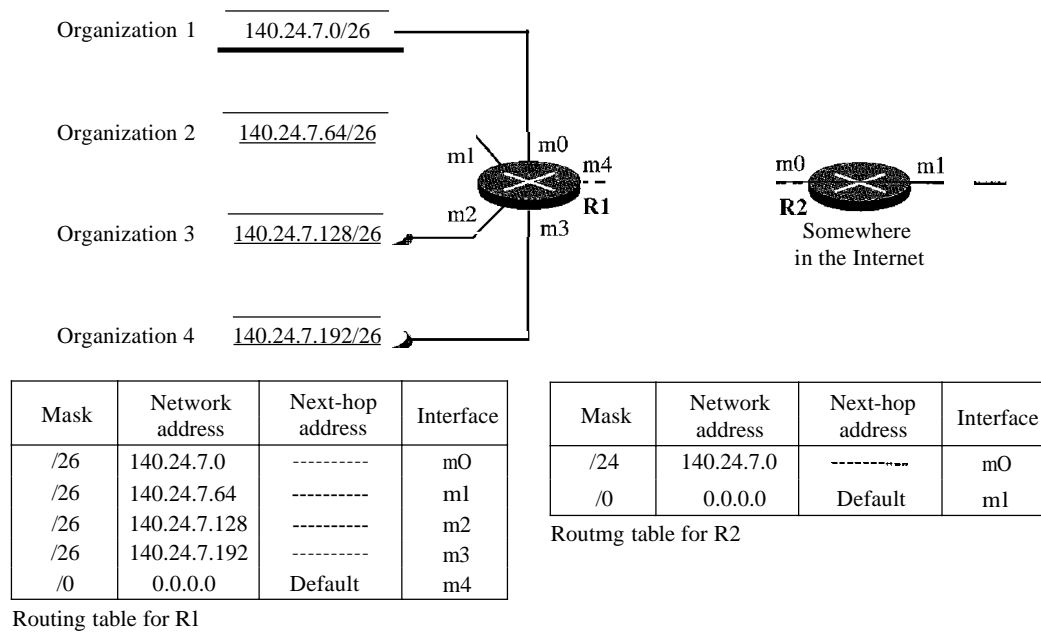 Organization 1 140.24.7.0/26
Organization 2 140.24.7.64/26
Organization 3 140.24.7.128/26
Organization 4 140.24.7.192/26
m0
ml
m4
m2
R1
m3
m0
m1
R2
Somewhere
in the Internet
Mask Network address Next-hop address Interface
/26 140.24.7.0 ---------- mO
/26 140.24.7.64 ---------- ml
/26 140.24.7.128 ---------- m2
/26 140.24.7.192 ---------- m3
/0 0.0.0.0 Default m4
Routing table for Rl
Mask Network address Next-hop address Interface
/24 140.24.7.0 ---------- mO
/0 0.0.0.0 Default ml
Routmg table for R2